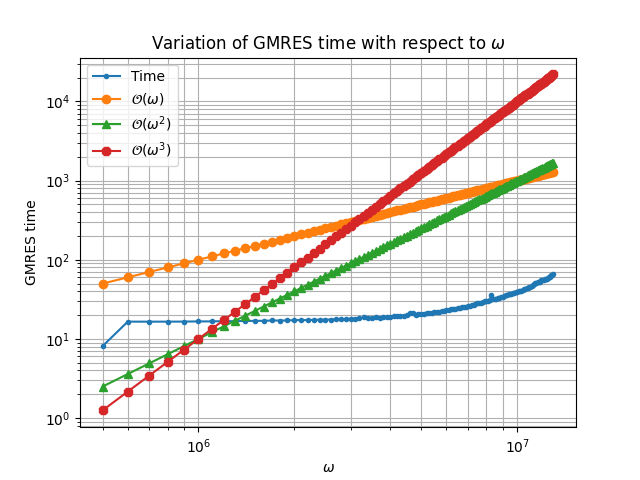 Variation of GMRES time with respect to ω
Time
𝒪(ω)
𝒪(ω²)
𝒪(ω³)
GMRES time
10⁴
10³
10²
10¹
10⁰
10⁶
10⁷
ω